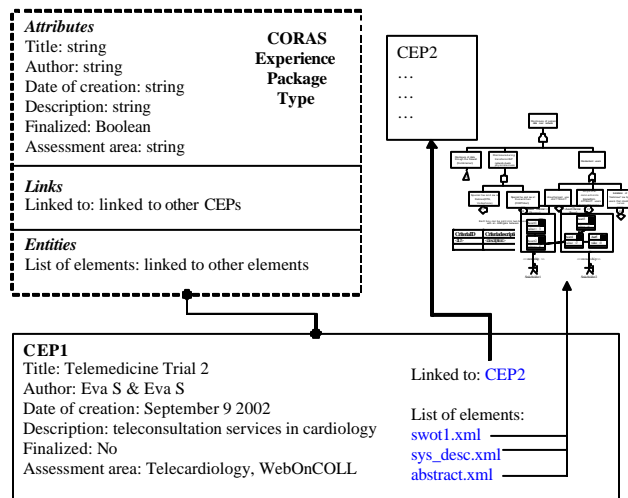 Attributes
Title: string
Author: string
Date of creation: string
Description: string
Finalized: Boolean
Assessment area: string
CORAS
Experience
Package
Type
Links
Linked to: linked to other CEPs
Entities
List of elements: linked to other elements
CEP2
…
…
…
CEP1
Title: Telemedicine Trial 2
Author: Eva S & Eva S
Date of creation: September 9 2002
Description: teleconsultation services in cardiology
Finalized: No
Assessment area: Telecardiology, WebOnCOLL
Linked to: CEP2
List of elements:
swot1.xml
sys_desc.xml
abstract.xml